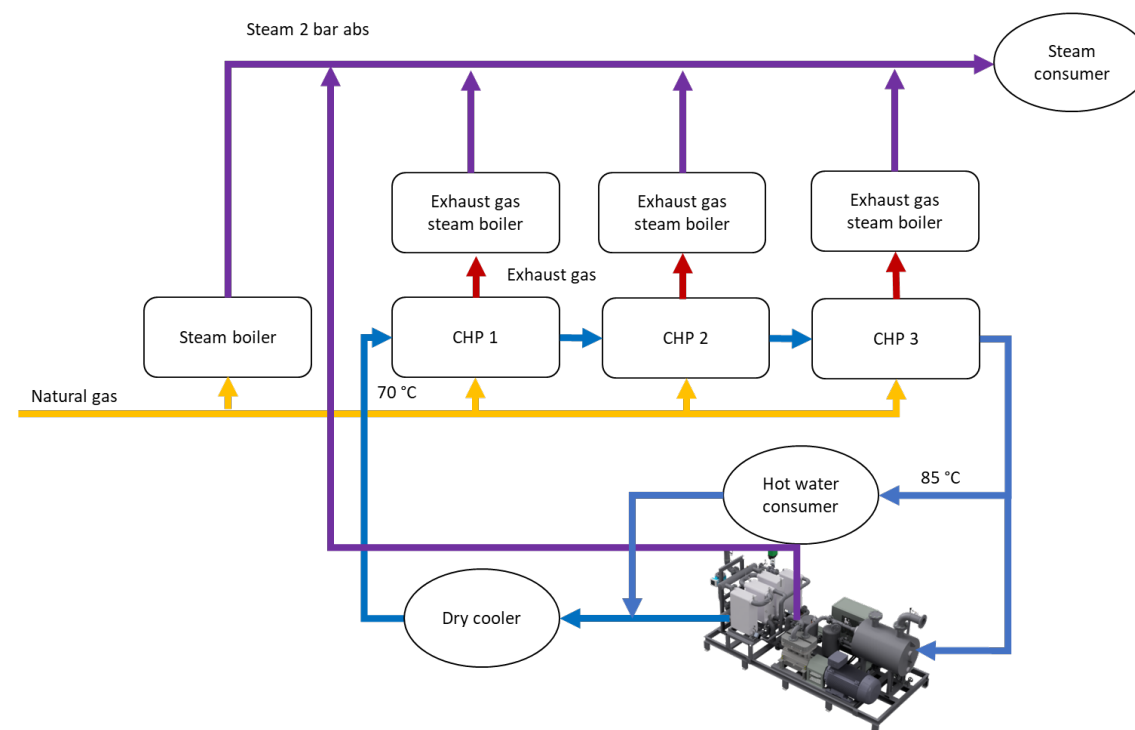 Steam 2 bar abs
Steam
consumer
Exhaust gas
steam boiler
Exhaust gas
steam boiler
Exhaust gas
steam boiler
Exhaust gas
Steam boiler
CHP 1
CHP 2
CHP 3
Natural gas
70 °C
Hot water
consumer
85 °C
Dry cooler